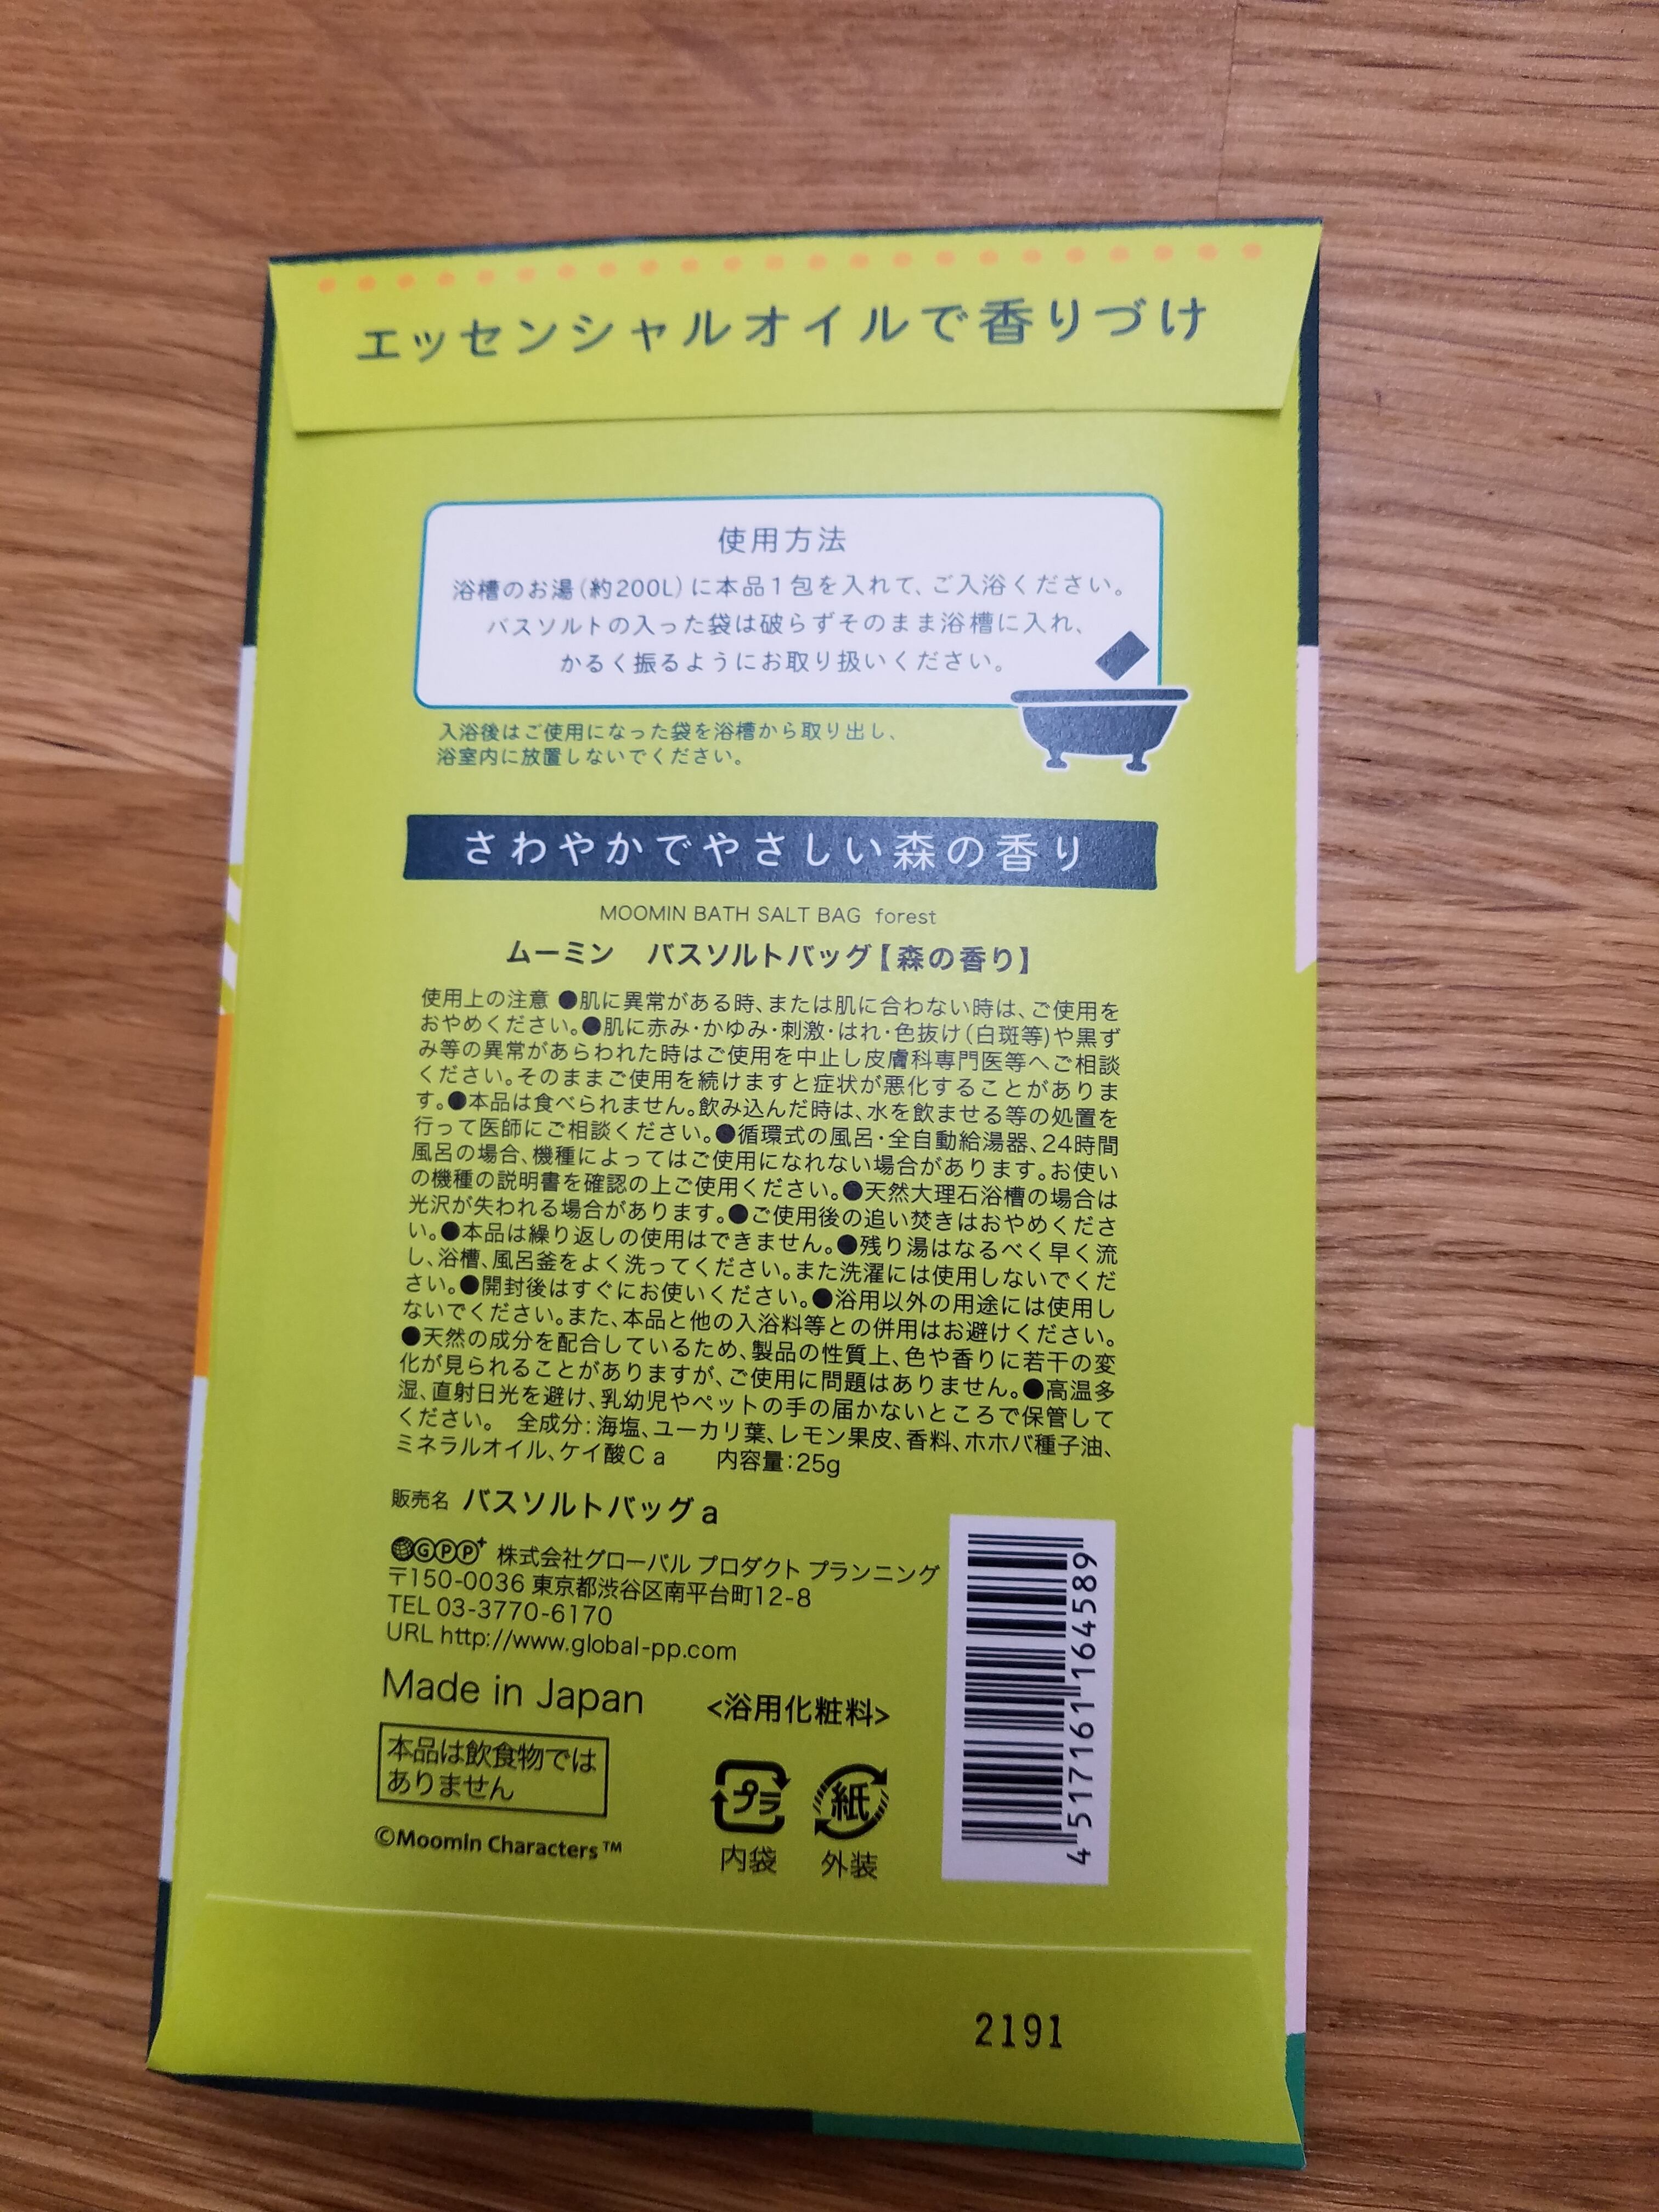 エッセンシャルオイルで香りづけ
使用方法
浴槽のお湯(約200L)に本品1包を入れて、ご入浴ください。
バスソルトの入った袋は破らずそのまま浴槽に入れ、
かるく振るようにお取り扱いください。
入浴後はご使用になった袋を浴槽から取り出し、
浴室内に放置しないでください。
さわやかでやさしい森の香り
MOOMIN BATH SALT BAG forest
ムーミン バスソルトバッグ【森の香り】
使用上の注意 ●肌に異常がある時、または肌に合わない時は、ご使用を
おやめください。●肌に赤み・かゆみ・刺激・はれ・色抜け(白斑等)や黒ず
み等の異常があらわれた時はご使用を中止し皮膚科専門医等へご相談
ください。そのままご使用を続けますと症状が悪化することがありま
す。●本品は食べられません。飲み込んだ時は、水を飲ませる等の処置を
行って医師にご相談ください。●循環式の風呂・全自動給湯器、24時間
風呂の場合、機種によってはご使用になれない場合があります。お使い
の機種の説明書を確認の上ご使用ください。●天然大理石浴槽の場合は
光沢が失われる場合があります。●ご使用後の追い焚きはおやめくださ
い。●本品は繰り返しの使用はできません。●残り湯はなるべく早く流
し、浴槽、風呂釜をよく洗ってください。また洗濯には使用しないでくだ
さい。●開封後はすぐにお使いください。●浴用以外の用途には使用し
ないでください。また、本品と他の入浴料等との併用はお避けください。
●天然の成分を配合しているため、製品の性質上、色や香りに若干の変
化が見られることがありますが、ご使用に問題はありません。●高温多
湿、直射日光を避け、乳幼児やペットの手の届かないところで保管して
ください。 全成分:海塩、ユーカリ葉、レモン果皮、香料、ホホバ種子油、
ミネラルオイル、ケイ酸Ca 内容量:25g
販売名 バスソルトバッグa
GPP+ 株式会社グローバル プロダクト プランニング
〒150-0036 東京都渋谷区南平台町12-8
TEL 03-3770-6170
URL http://www.global-pp.com
Made in Japan
<浴用化粧料>
本品は飲食物では
ありません
プラ 紙
内袋 外装
©Moomin Characters™
4517161164589
2191